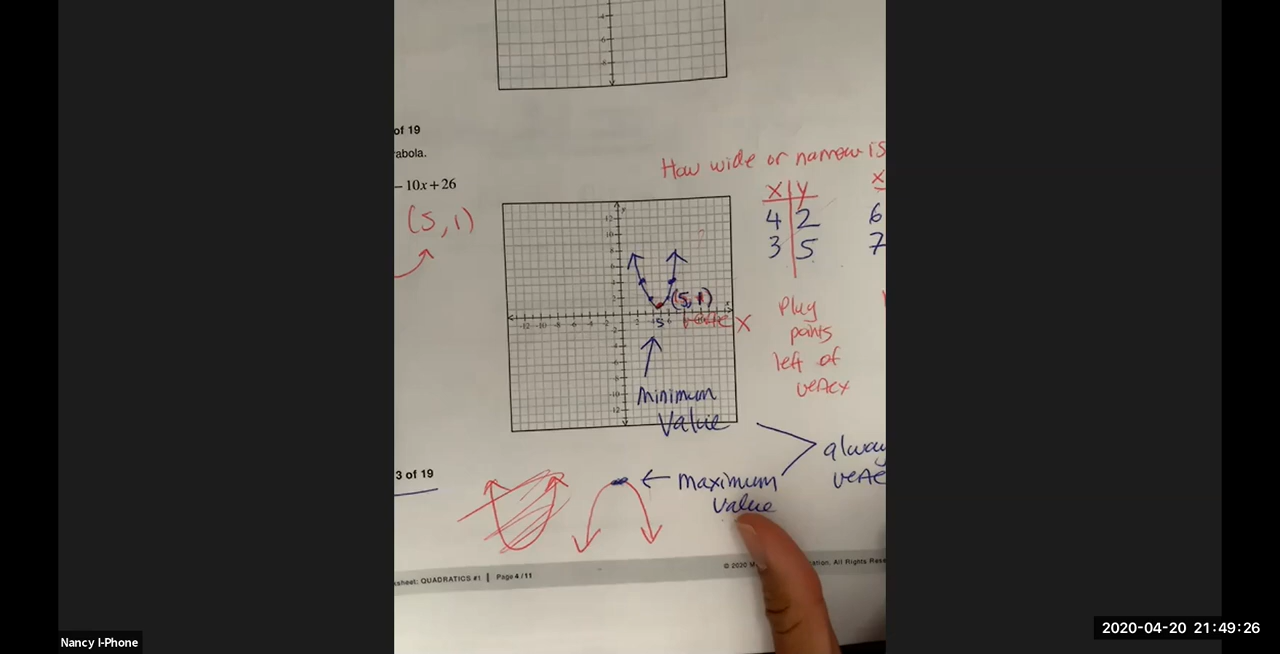 of 19
abola.
– 10x + 26
(5, 1)
How wide or narrow is
X Y
4 2
3 5
X
6
7
(5, 1)
5
vertex
X
Plug
points
left of
vertex
Minimum
Value
alway
verte
3 of 19
maximum
value
sheet: QUADRATICS #1 | Page 4 / 11
© 2020 M ation. All Rights Rese
Nancy I-Phone
2020-04-20 21:49:26